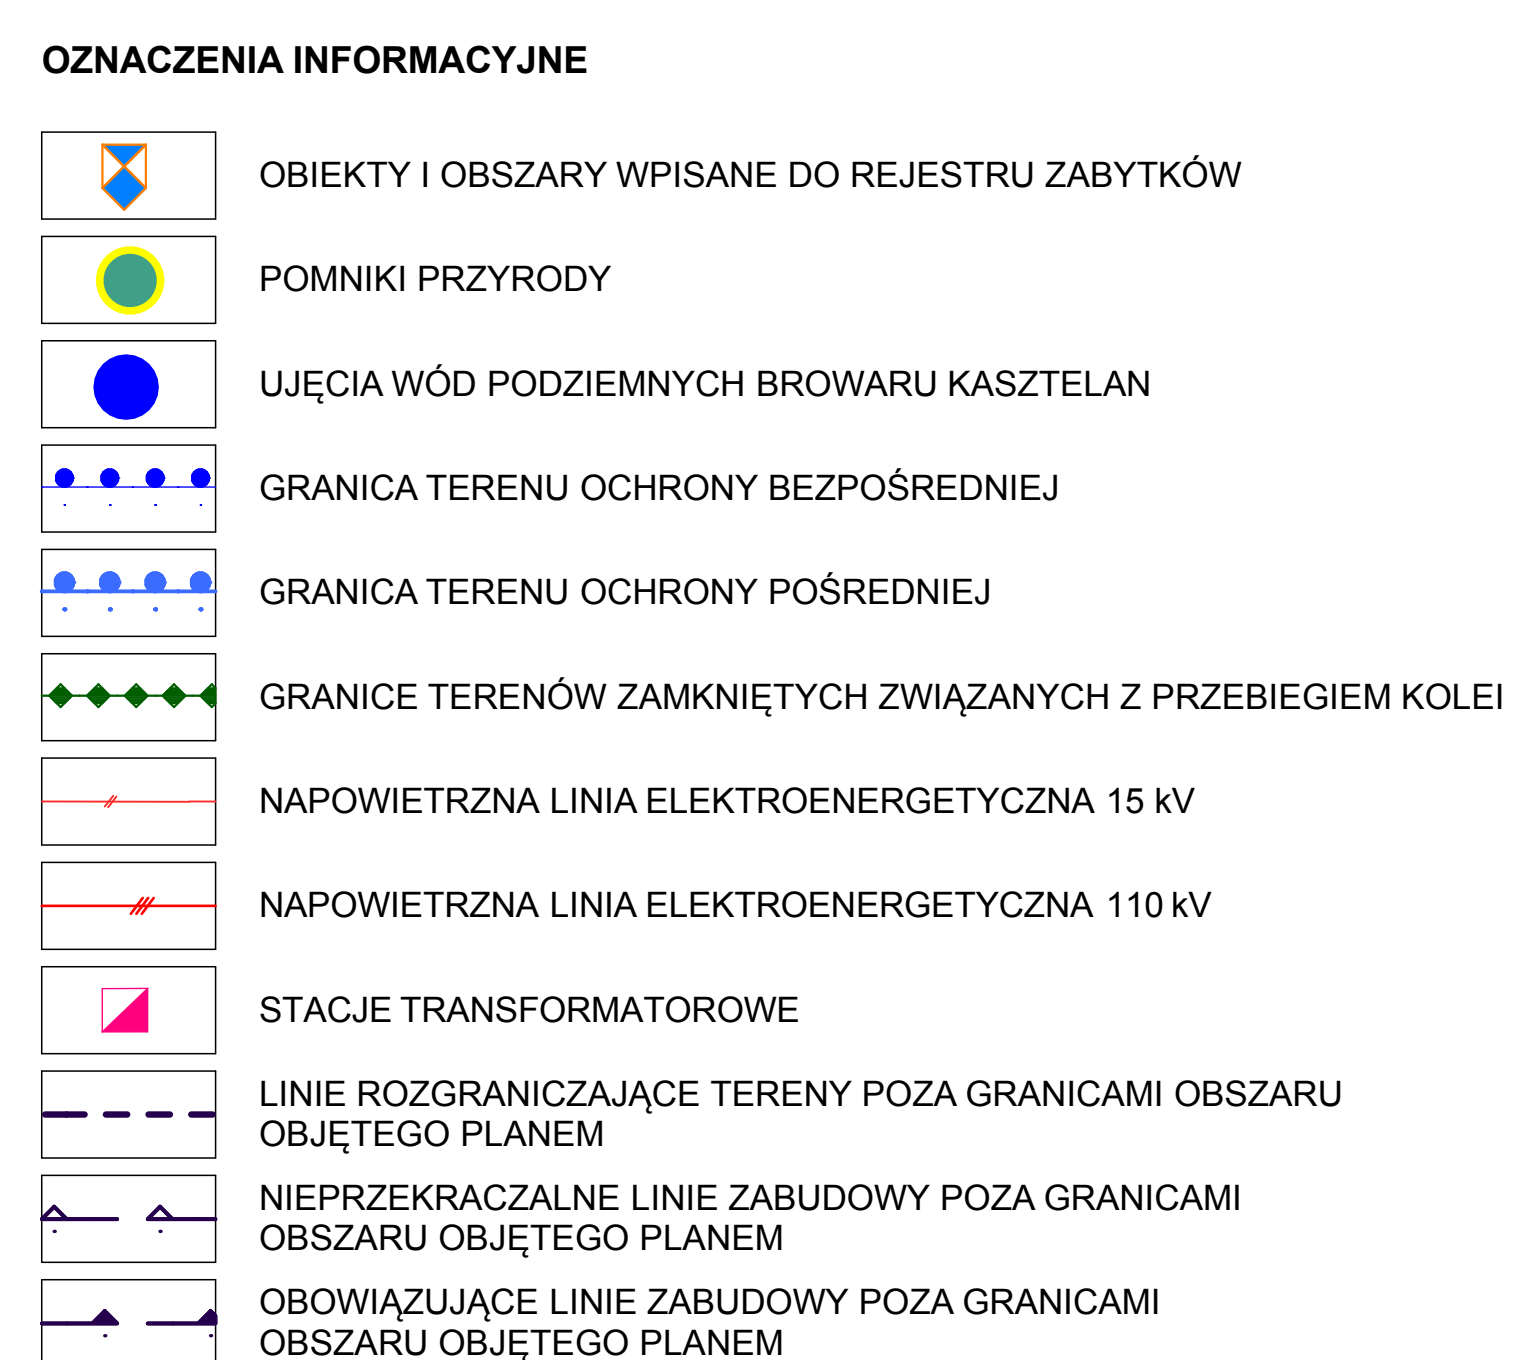 OZNACZENIA INFORMACYJNE
OBIEKTY I OBSZARY WPISANE DO REJESTRU ZABYTKÓW
POMNIKI PRZYRODY
UJĘCIA WÓD PODZIEMNYCH BROWARU KASZTELAN
GRANICA TERENU OCHRONY BEZPOŚREDNIEJ
GRANICA TERENU OCHRONY POŚREDNIEJ
GRANICE TERENÓW ZAMKNIĘTYCH ZWIĄZANYCH Z PRZEBIEGIEM KOLEI
NAPOWIETRZNA LINIA ELEKTROENERGETYCZNA 15 kV
NAPOWIETRZNA LINIA ELEKTROENERGETYCZNA 110 kV
STACJE TRANSFORMATOROWE
LINIE ROZGRANICZAJĄCE TERENY POZA GRANICAMI OBSZARU
OBJĘTEGO PLANEM
NIEPRZEKRACZALNE LINIE ZABUDOWY POZA GRANICAMI
OBSZARU OBJĘTEGO PLANEM
OBOWIĄZUJĄCE LINIE ZABUDOWY POZA GRANICAMI
OBSZARU OBJĘTEGO PLANEM